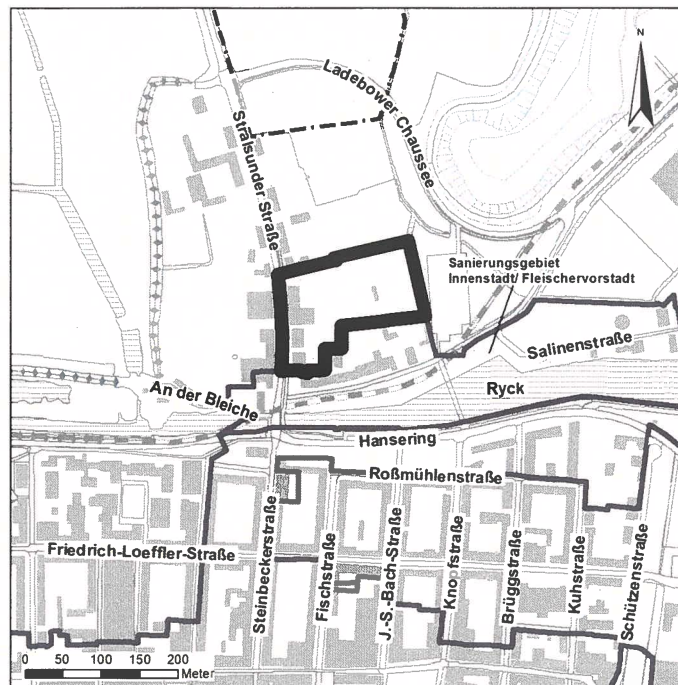 N
Ladebower Chaussee
Stralsunder Straße
Sanierungsgebiet
Innenstadt/ Fleischervorstadt
Salinenstraße
An der Bleiche
Ryck
Hansering
Roßmühlenstraße
Friedrich-Loeffler-Straße
Steinbeckerstraße
Fischstraße
J.-S.-Bach-Straße
Knopfstraße
Brüggstraße
Kuhstraße
Schützenstraße
0 50 100 150 200
Meter